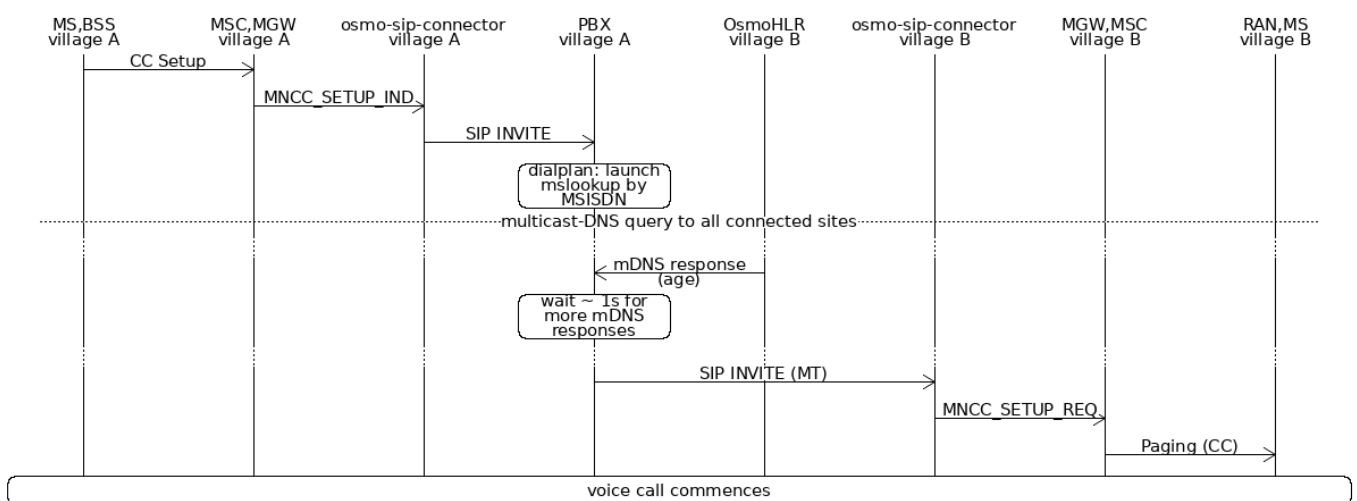 MS,BSS
village A
MSC,MGW
village A
osmo-sip-connector
village A
PBX
village A
OsmoHLR
village B
osmo-sip-connector
village B
MGW,MSC
village B
RAN,MS
village B
CC Setup
MNCC_SETUP_IND
SIP INVITE
dialplan: launch
mslookup by
MSISDN
multicast-DNS query to all connected sites
mDNS response
(age)
wait ~ 1s for
more mDNS
responses
SIP INVITE (MT)
MNCC_SETUP_REQ
Paging (CC)
voice call commences